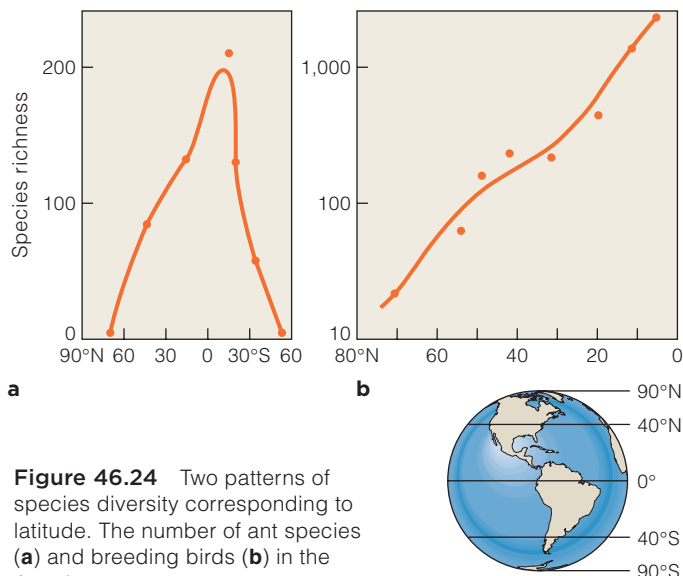 Species richness
200
100
0
90°N 60 30 0 30°S 60
a
1,000
100
10
80°N 60 40 20 0
b
90°N
40°N
0°
40°S
90°S
Figure 46.24 Two patterns of
species diversity corresponding to
latitude. The number of ant species
(a) and breeding birds (b) in the